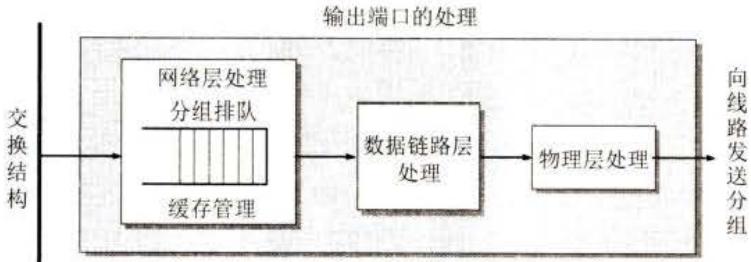 输出端口的处理
交换结构
网络层处理
分组排队
缓存管理
数据链路层
处理
物理层处理
向线路发送分组